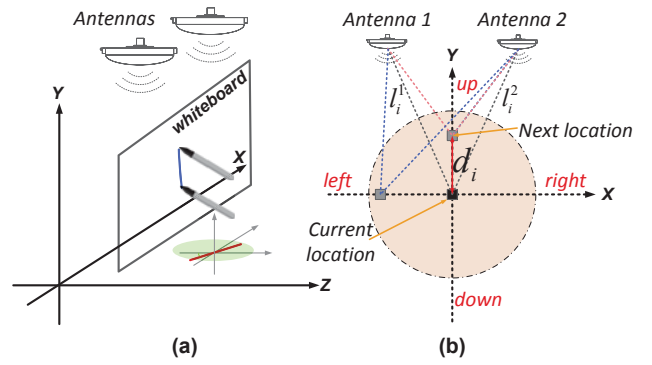 Antennas
Y
whiteboard
X
Z
(a)
Antenna 1
Antenna 2
Y
up
l_i^1
l_i^2
Next location
d_i
left
right
X
Current
location
down
(b)